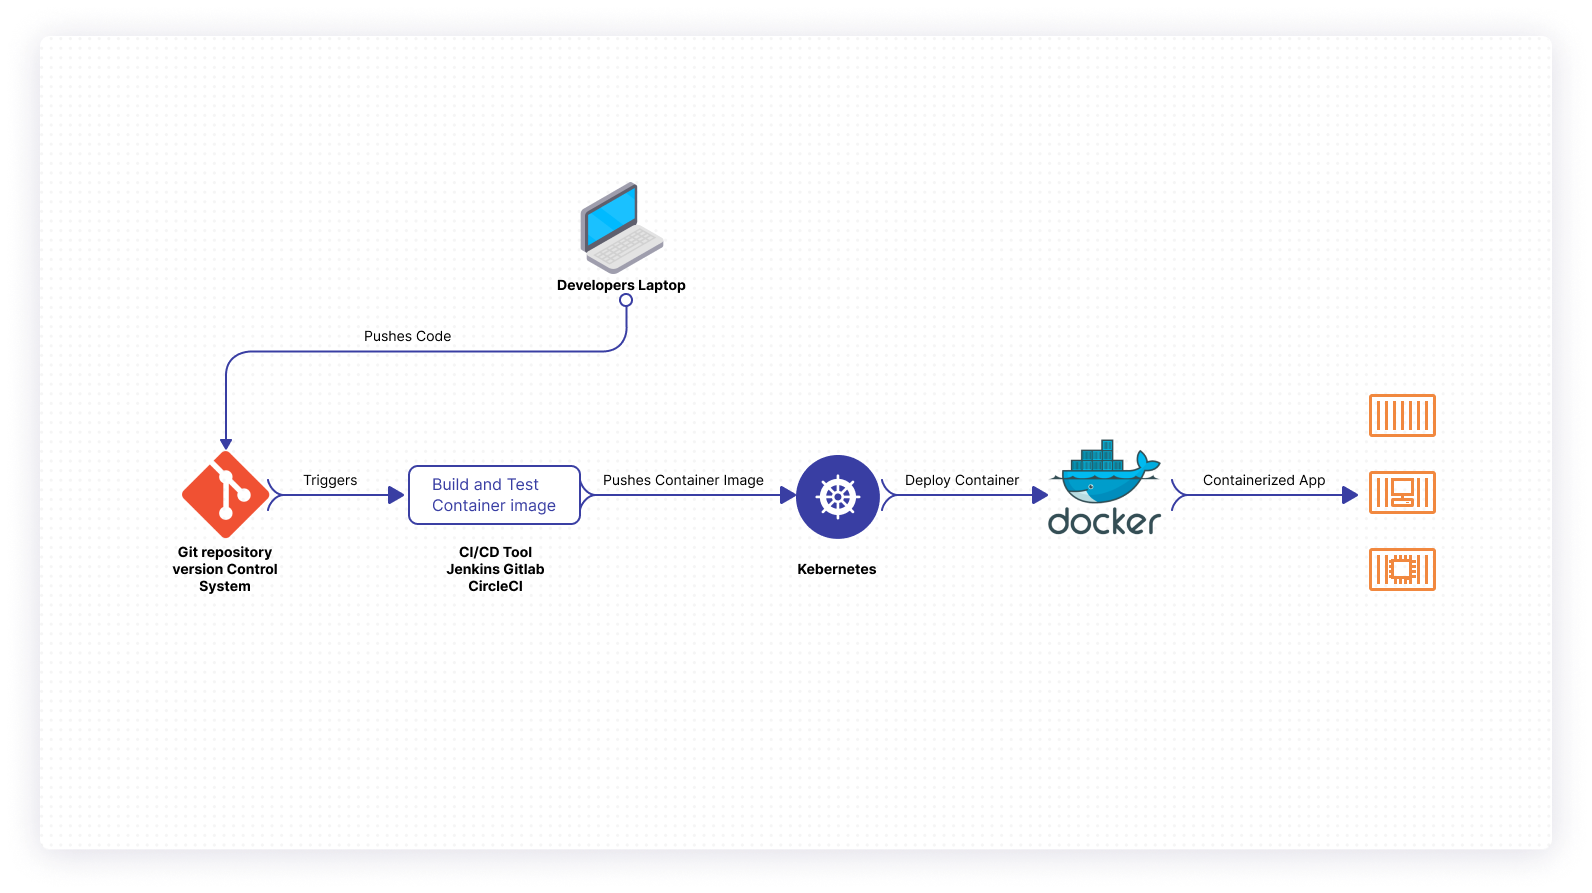 Developers Laptop
Pushes Code
Triggers
Build and Test
Container image
Pushes Container Image
Deploy Container
docker
Containerized App
Git repository
version Control
System
CI/CD Tool
Jenkins Gitlab
CircleCI
Kebernetes